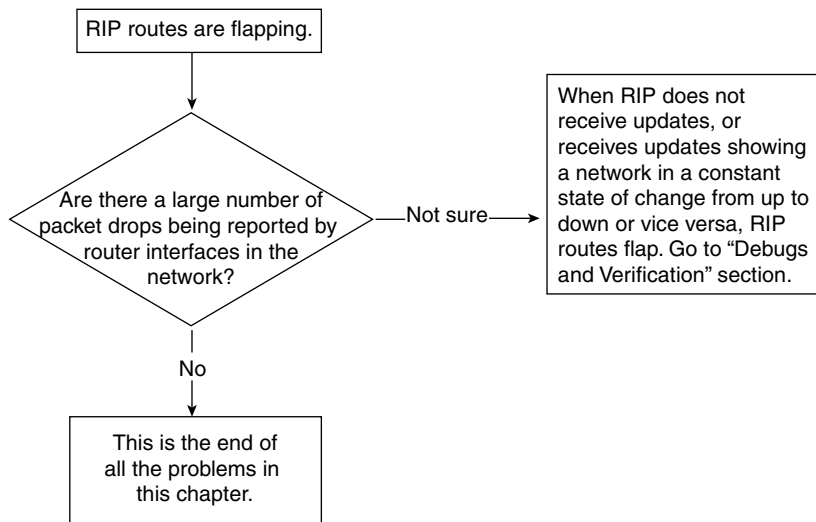 RIP routes are flapping.
Are there a large number of
packet drops being reported by
router interfaces in the
network?
Not sure
When RIP does not
receive updates, or
receives updates showing
a network in a constant
state of change from up to
down or vice versa, RIP
routes flap. Go to “Debugs
and Verification” section.
No
This is the end of
all the problems in
this chapter.